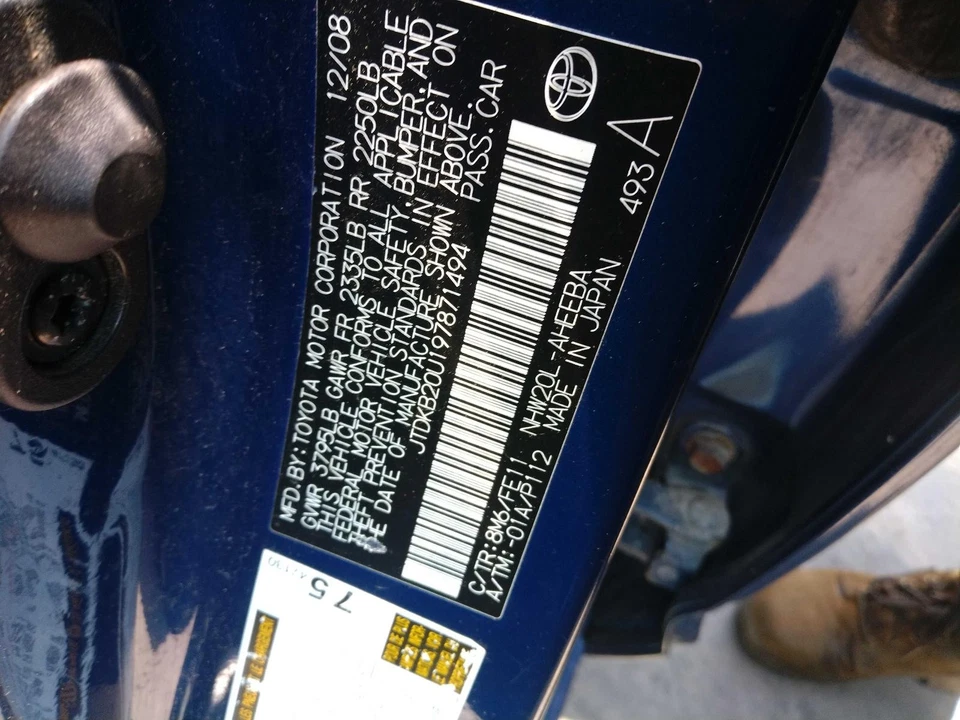 MFD.BY: TOYOTA MOTOR CORPORATION 12/08
GVWR 3795LB GAWR FR 2335LB RR 2250LB
THIS VEHICLE CONFORMS TO ALL APPLICABLE
FEDERAL MOTOR VEHICLE SAFETY, BUMPER, AND
THEFT PREVENTION STANDARDS IN EFFECT ON
THE DATE OF MANUFACTURE SHOWN ABOVE.
JTDKB20U197871494 PASS.CAR
C/TR:8M6/FE11 NHW20L-AHEEBA 493A
A/TM:-01A/P112 MADE IN JAPAN
75